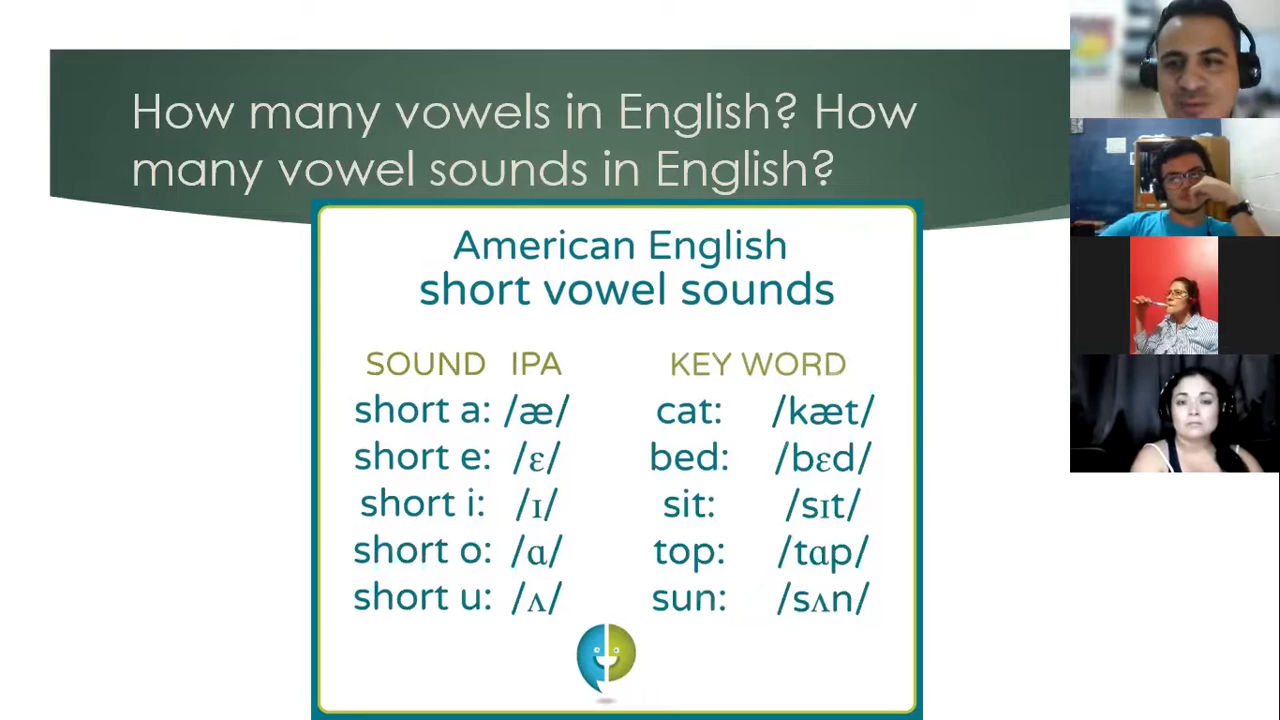 How many vowels in English? How
many vowel sounds in English?
American English
short vowel sounds
SOUND IPA KEY WORD
short a: /æ/ cat: /kæt/
short e: /ɛ/ bed: /bɛd/
short i: /ɪ/ sit: /sɪt/
short o: /ɑ/ top: /tɑp/
short u: /ʌ/ sun: /sʌn/